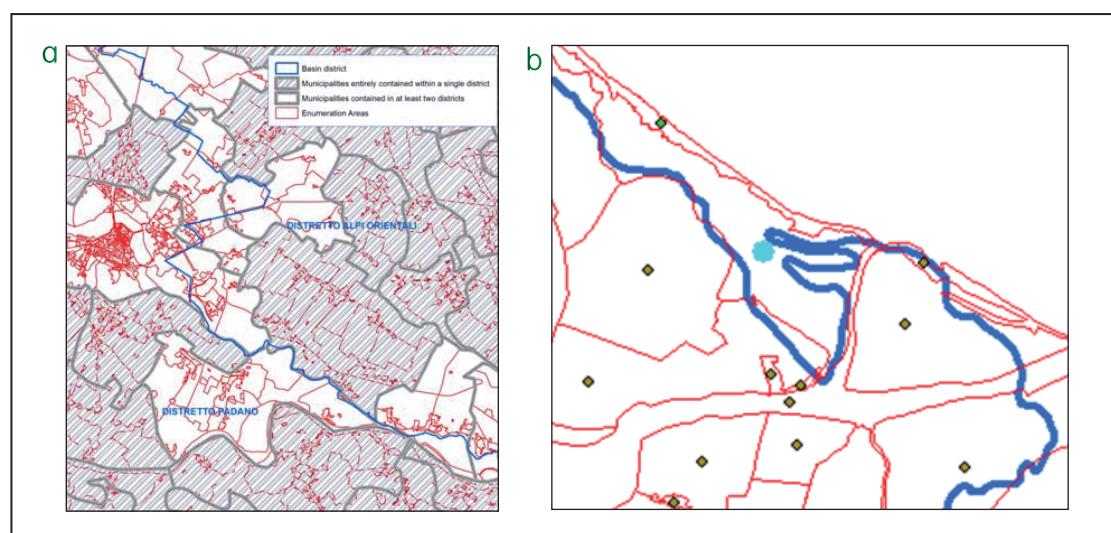 a
b
Basin district
Municipalities entirely contained within a single district
Municipalities contained in at least two districts
Enumeration Areas
DISTRETTO ALPI ORIENTALI
DISTRETTO PADANO